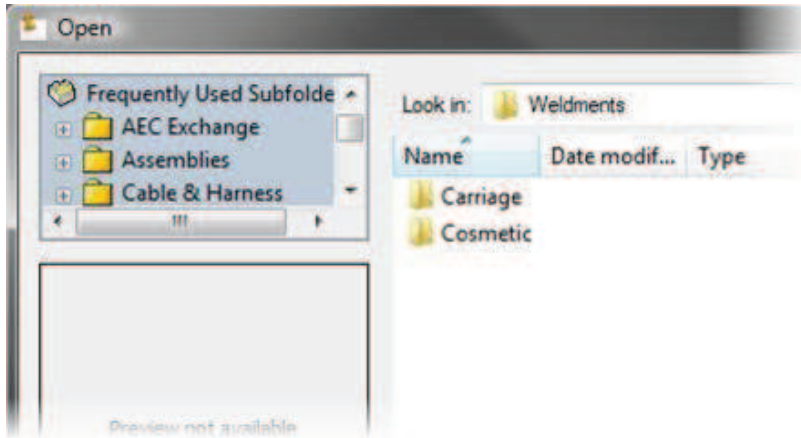 Open
Frequently Used Subfolde
AEC Exchange
Assemblies
Cable & Harness
Preview not available
Look in: Weldments
Name Date modif... Type
Carriage
Cosmetic